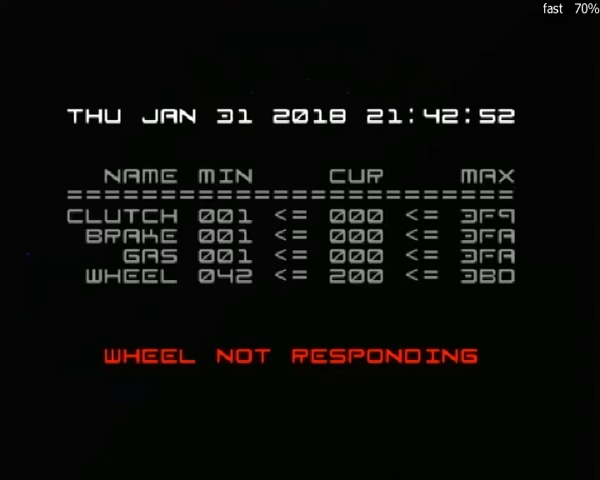 fast 70%
THU JAN 31 2018 21:42:52
NAME MIN CUR MAX
==========================
CLUTCH 001 <= 000 <= 3F9
BRAKE 001 <= 000 <= 3FA
GAS 001 <= 000 <= 3FA
WHEEL 042 <= 200 <= 3BD
WHEEL NOT RESPONDING